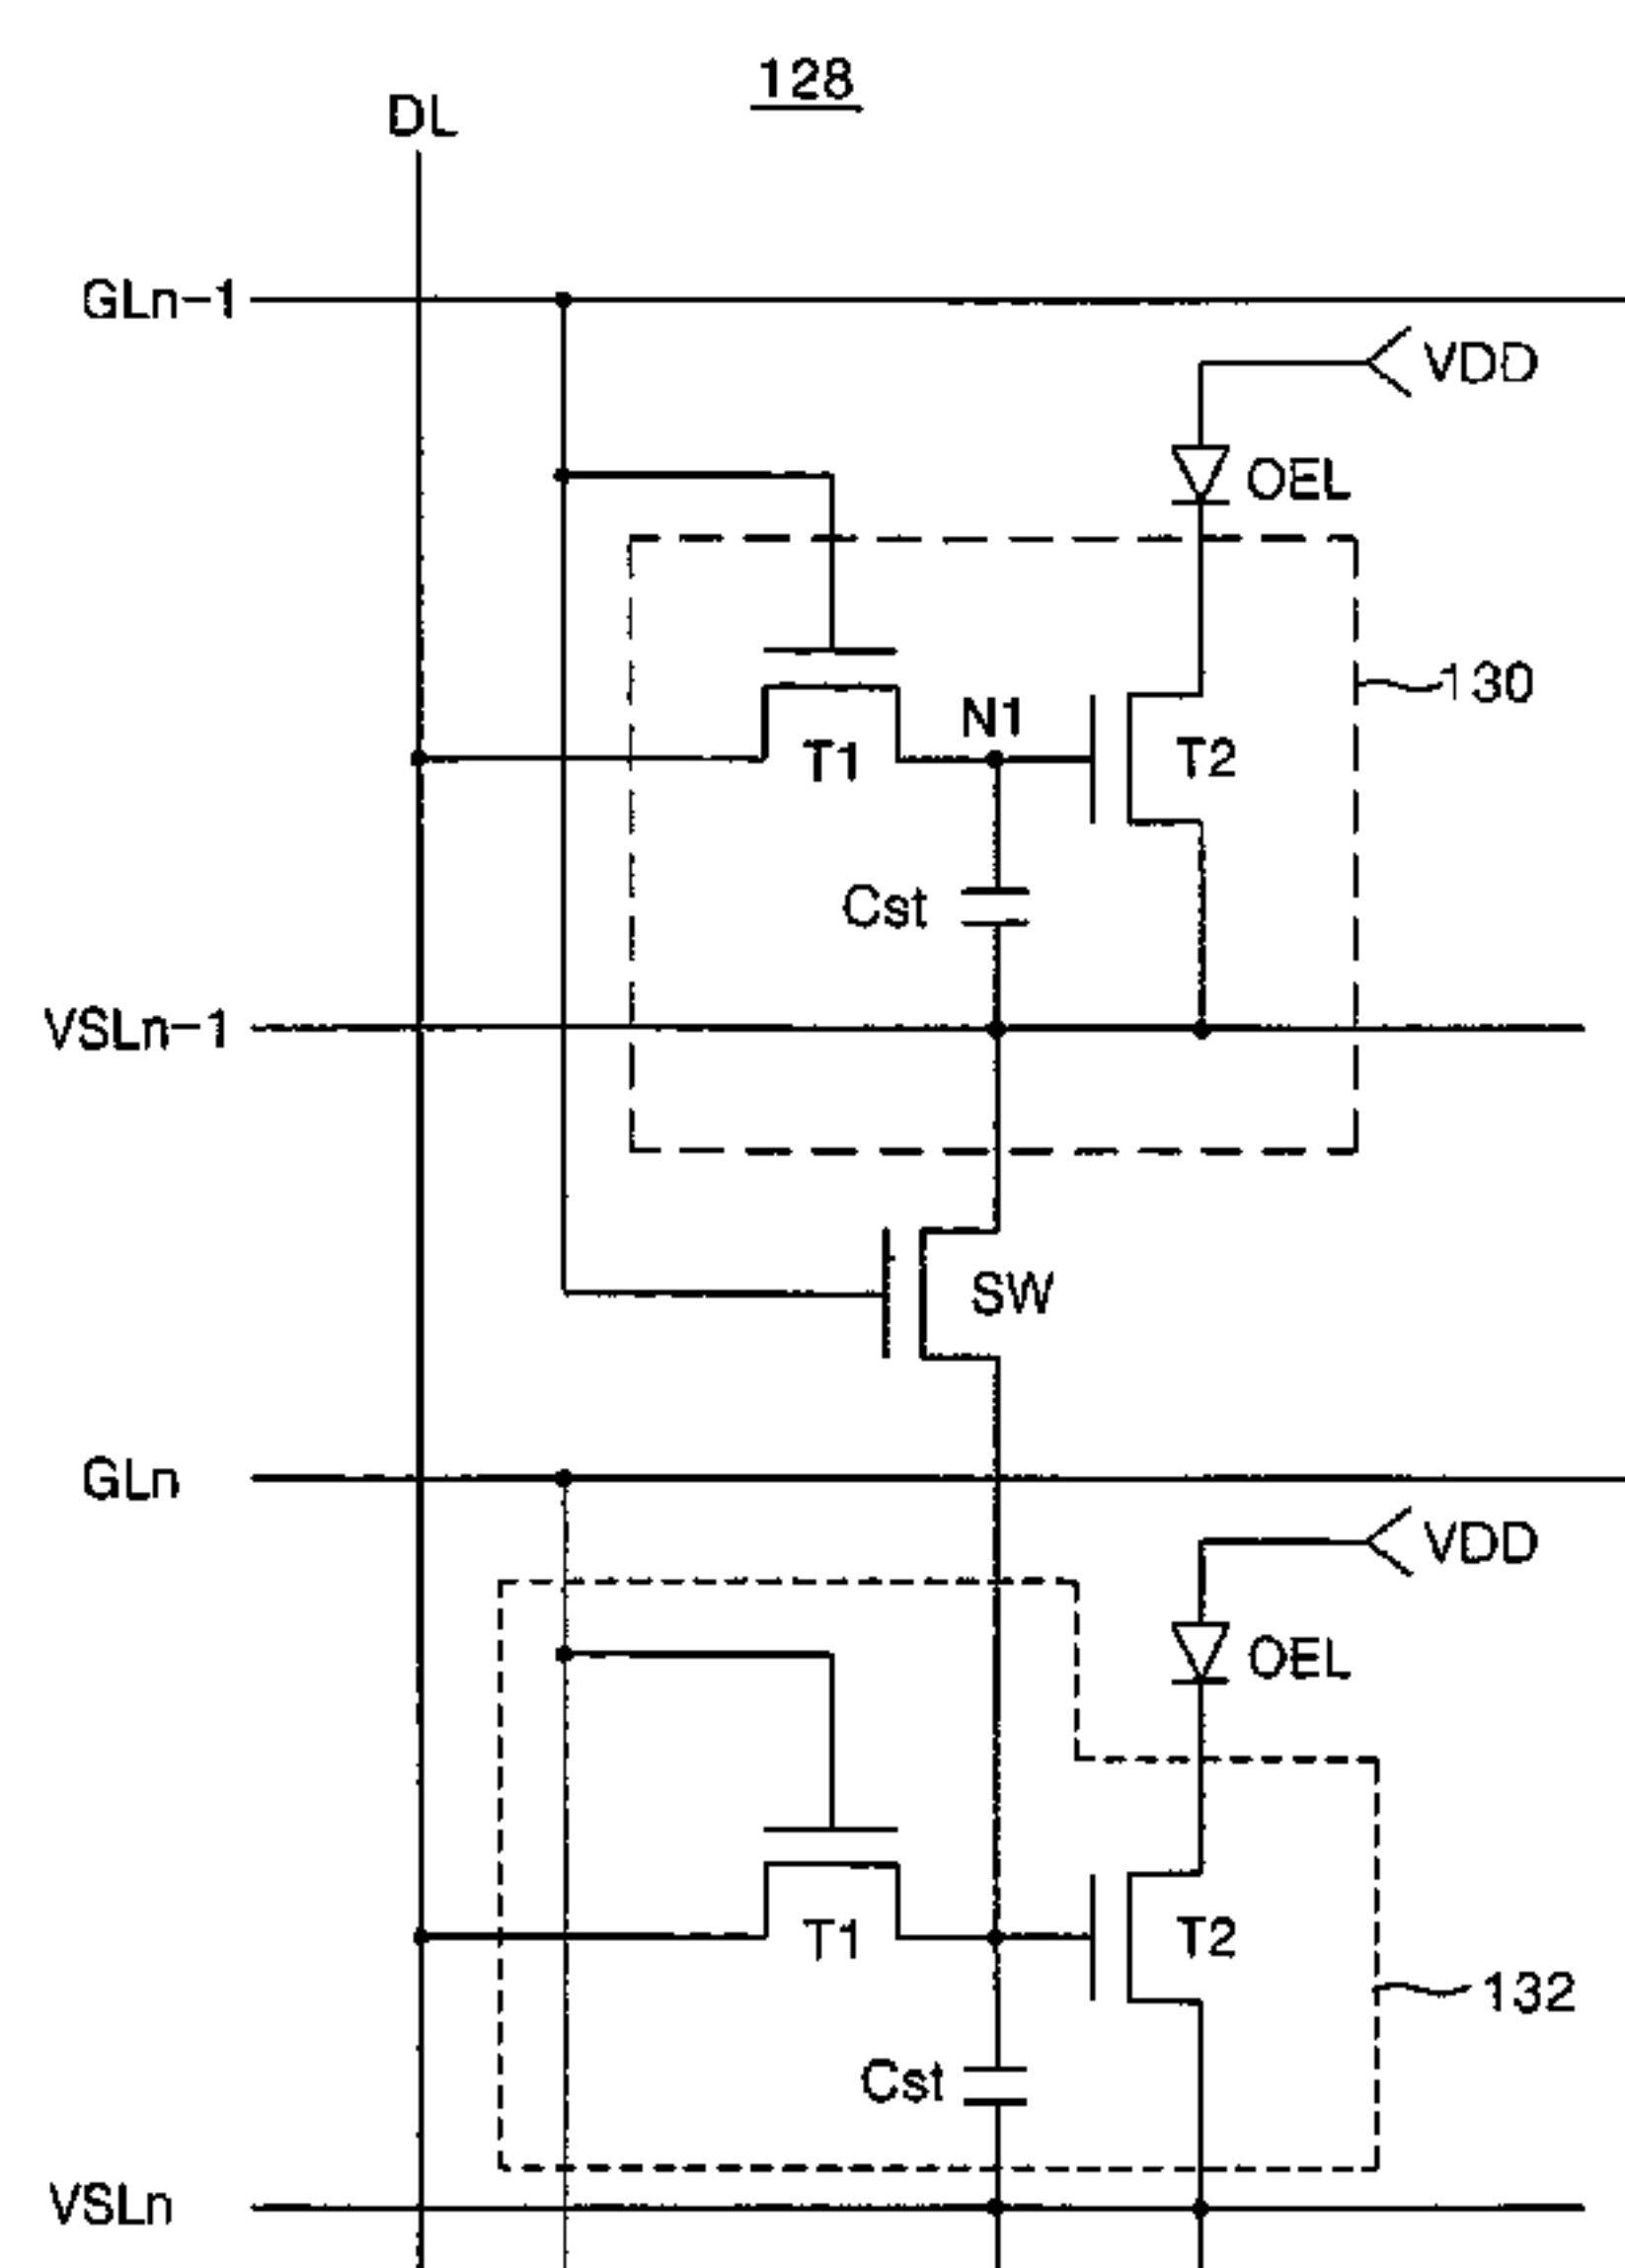 128
DL
GLn-1
VDD
OEL
130
N1
T1
T2
Cst
VSLn-1
SW
GLn
VDD
OEL
T1
T2
132
Cst
VSLn